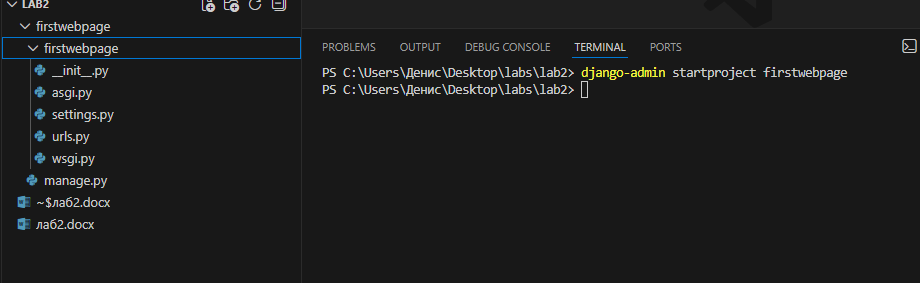 LAB2
firstwebpage
firstwebpage
__init__.py
asgi.py
settings.py
urls.py
wsgi.py
manage.py
~$лаб2.docx
лаб2.docx
PROBLEMS OUTPUT DEBUG CONSOLE TERMINAL PORTS
PS C:\Users\Денис\Desktop\labs\lab2> django-admin startproject firstwebpage
PS C:\Users\Денис\Desktop\labs\lab2>